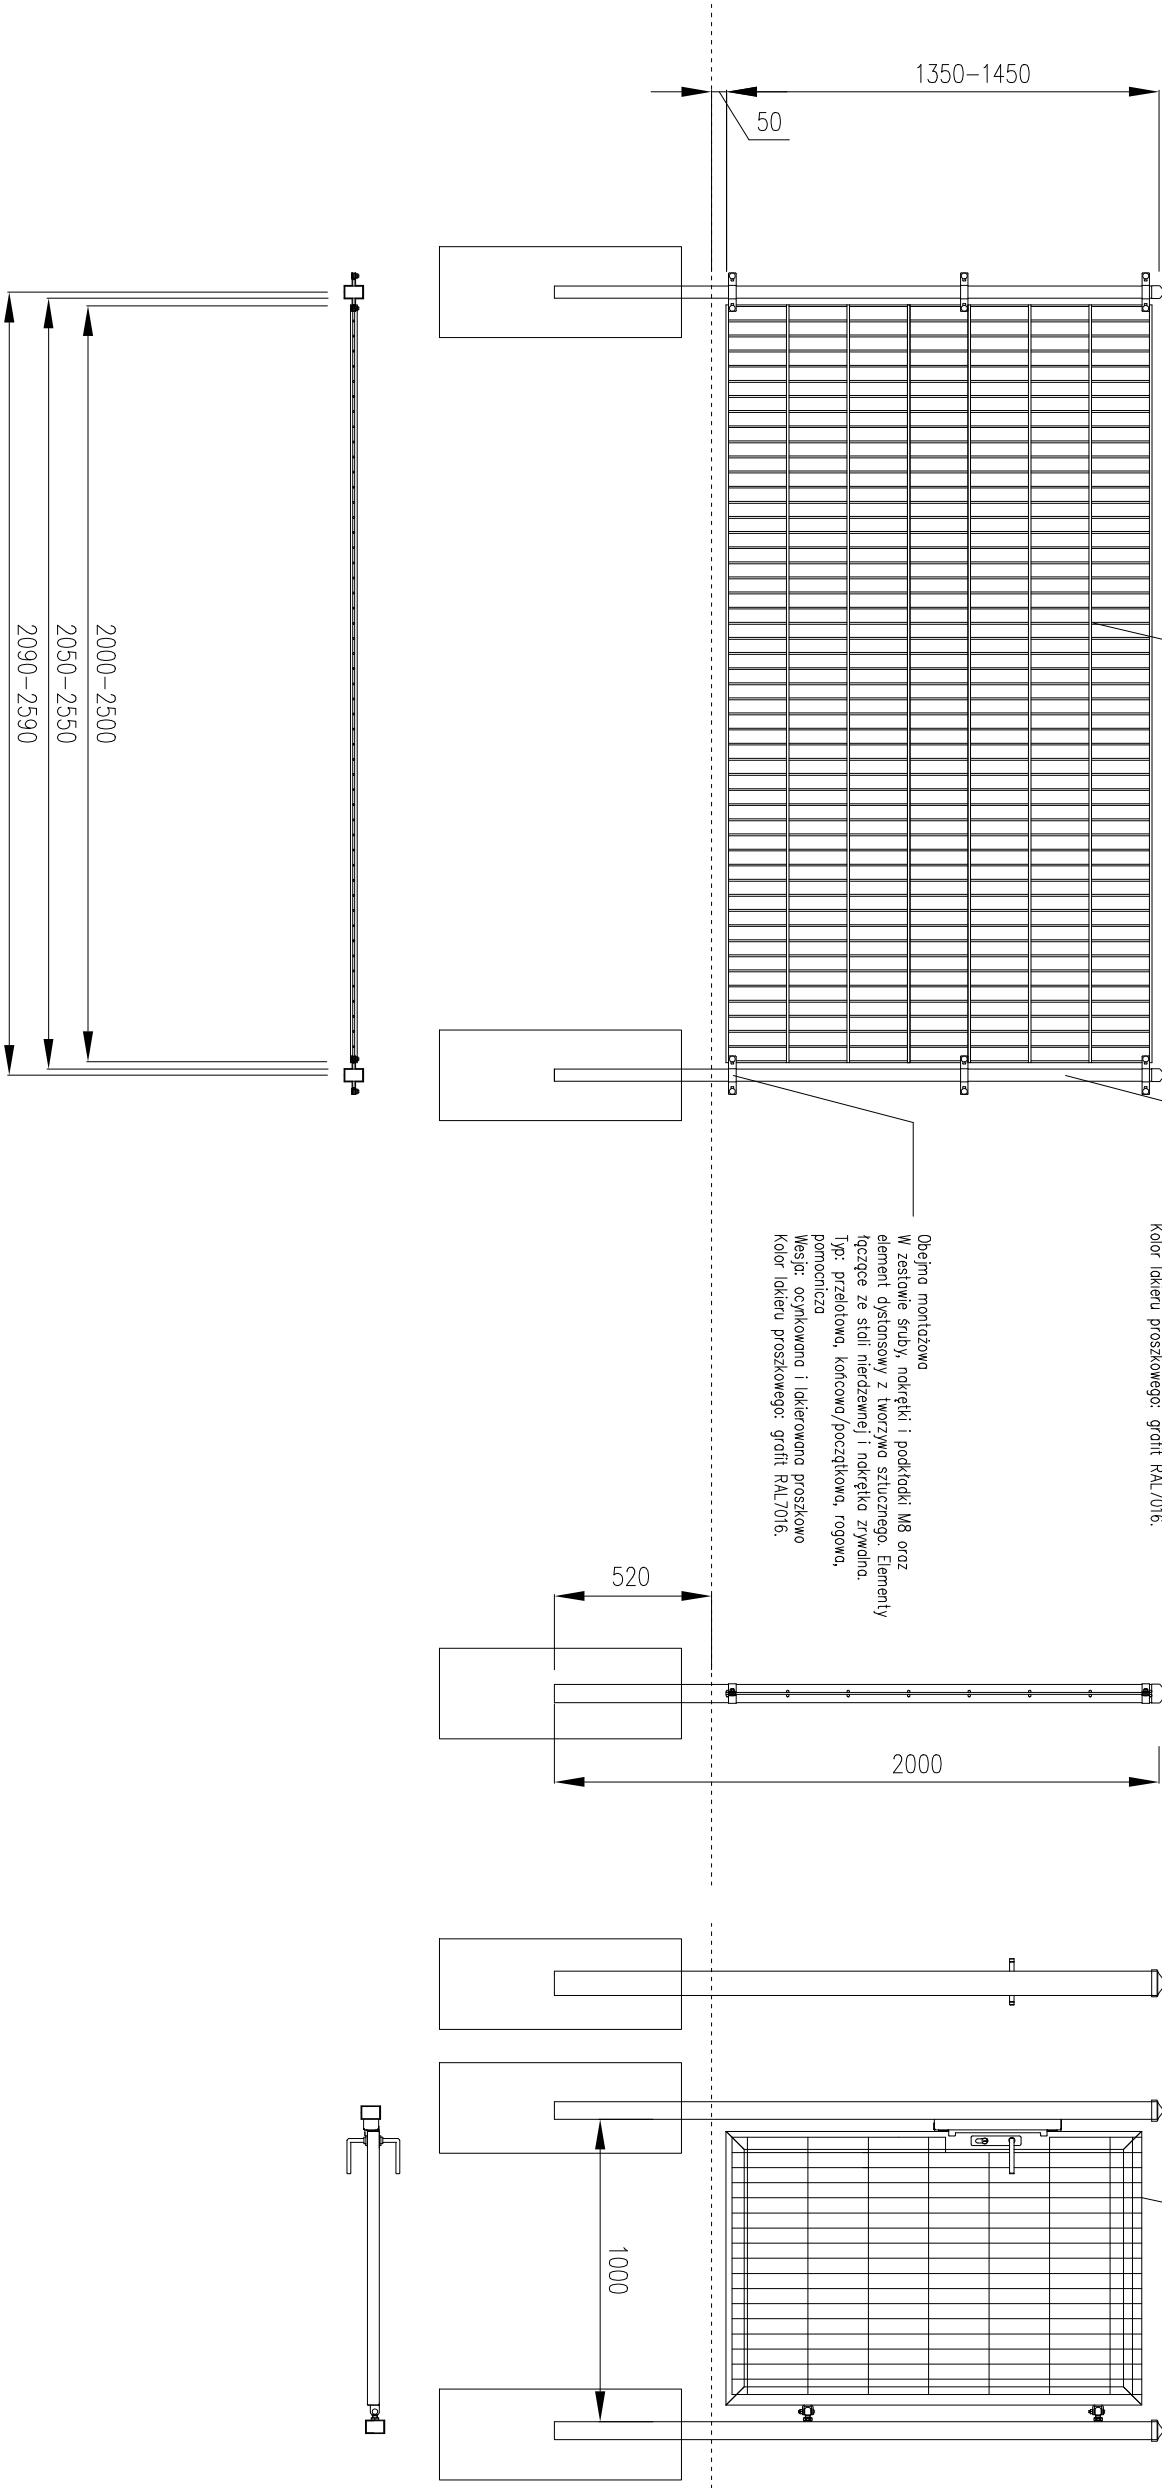 1350-1450
50
2000-2500
2050-2550
2090-2590
Kolor lakieru proszkowego: grafit RAL7016.
Obejma montażowa
W zestawie śruby, nakrętki i podkładki M8 oraz
element dystansowy z tworzywa sztucznego. Elementy
łączące ze stali nierdzewnej i nakrętka zrywalna.
Typ: przelotowa, końcowa/początkowa, rogowa,
pomocnicza
Wesja: ocynkowana i lakierowana proszkowo
Kolor lakieru proszkowego: grafit RAL7016.
520
2000
1000